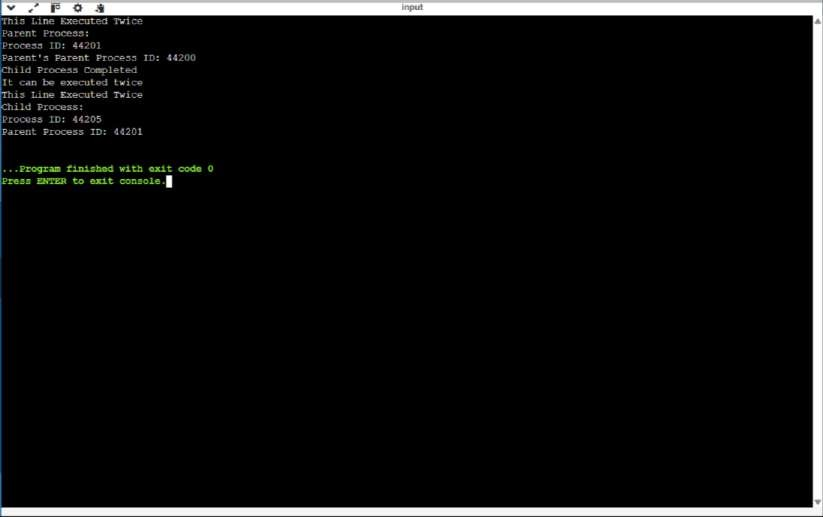 input
This Line Executed Twice
Parent Process:
Process ID: 44201
Parent's Parent Process ID: 44200
Child Process Completed
It can be executed twice
This Line Executed Twice
Child Process:
Process ID: 44205
Parent Process ID: 44201
...Program finished with exit code 0
Press ENTER to exit console.